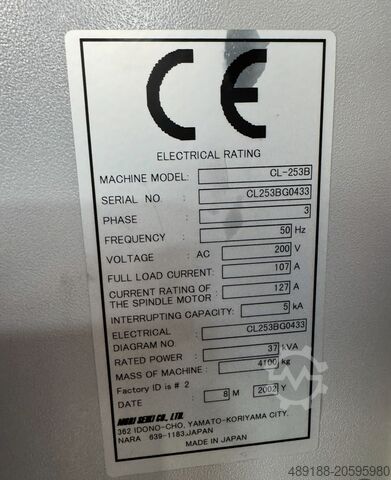 CE
ELECTRICAL RATING
MACHINE MODEL: CL-253B
SERIAL NO : CL253BG0433
PHASE : 3
FREQUENCY : 50 Hz
VOLTAGE : AC 200 V
FULL LOAD CURRENT: 107 A
CURRENT RATING OF
THE SPINDLE MOTOR : 127 A
INTERRUPTING CAPACITY: 5 kA
ELECTRICAL
DIAGRAM NO : CL253BG0433
RATED POWER : 37 kVA
MASS OF MACHINE : 4100 kg
Factory ID is # 2
DATE : 8 M 2002 Y
MORI SEIKI CO., LTD.
362 IDONO-CHO, YAMATO-KORIYAMA CITY,
NARA 639-1183,JAPAN
MADE IN JAPAN
489188-20595980